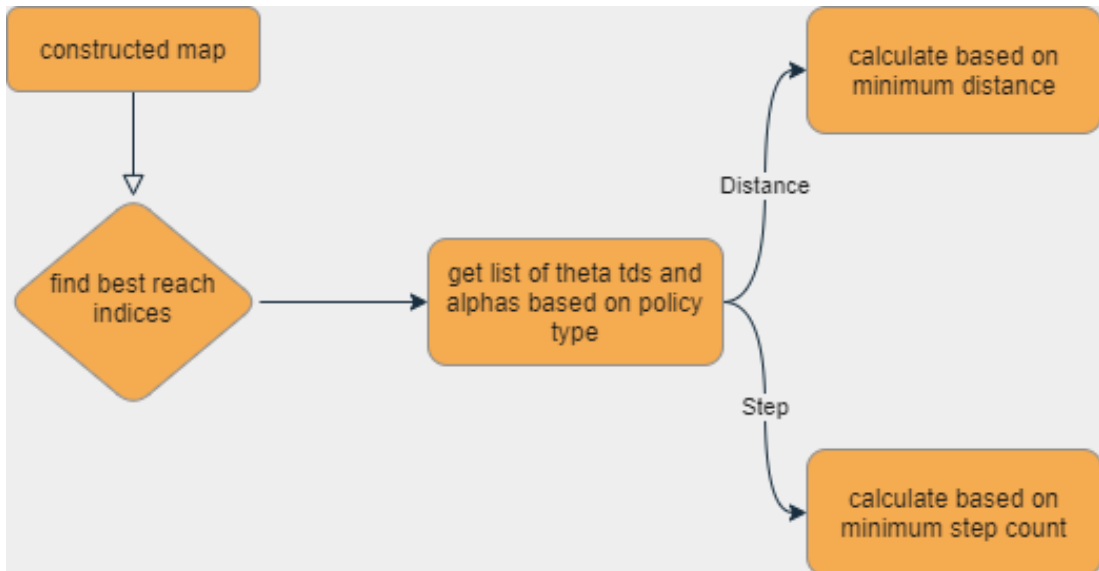 constructed map
find best reach
indices
get list of theta tds and
alphas based on policy
type
Distance
calculate based on
minimum distance
Step
calculate based on
minimum step count